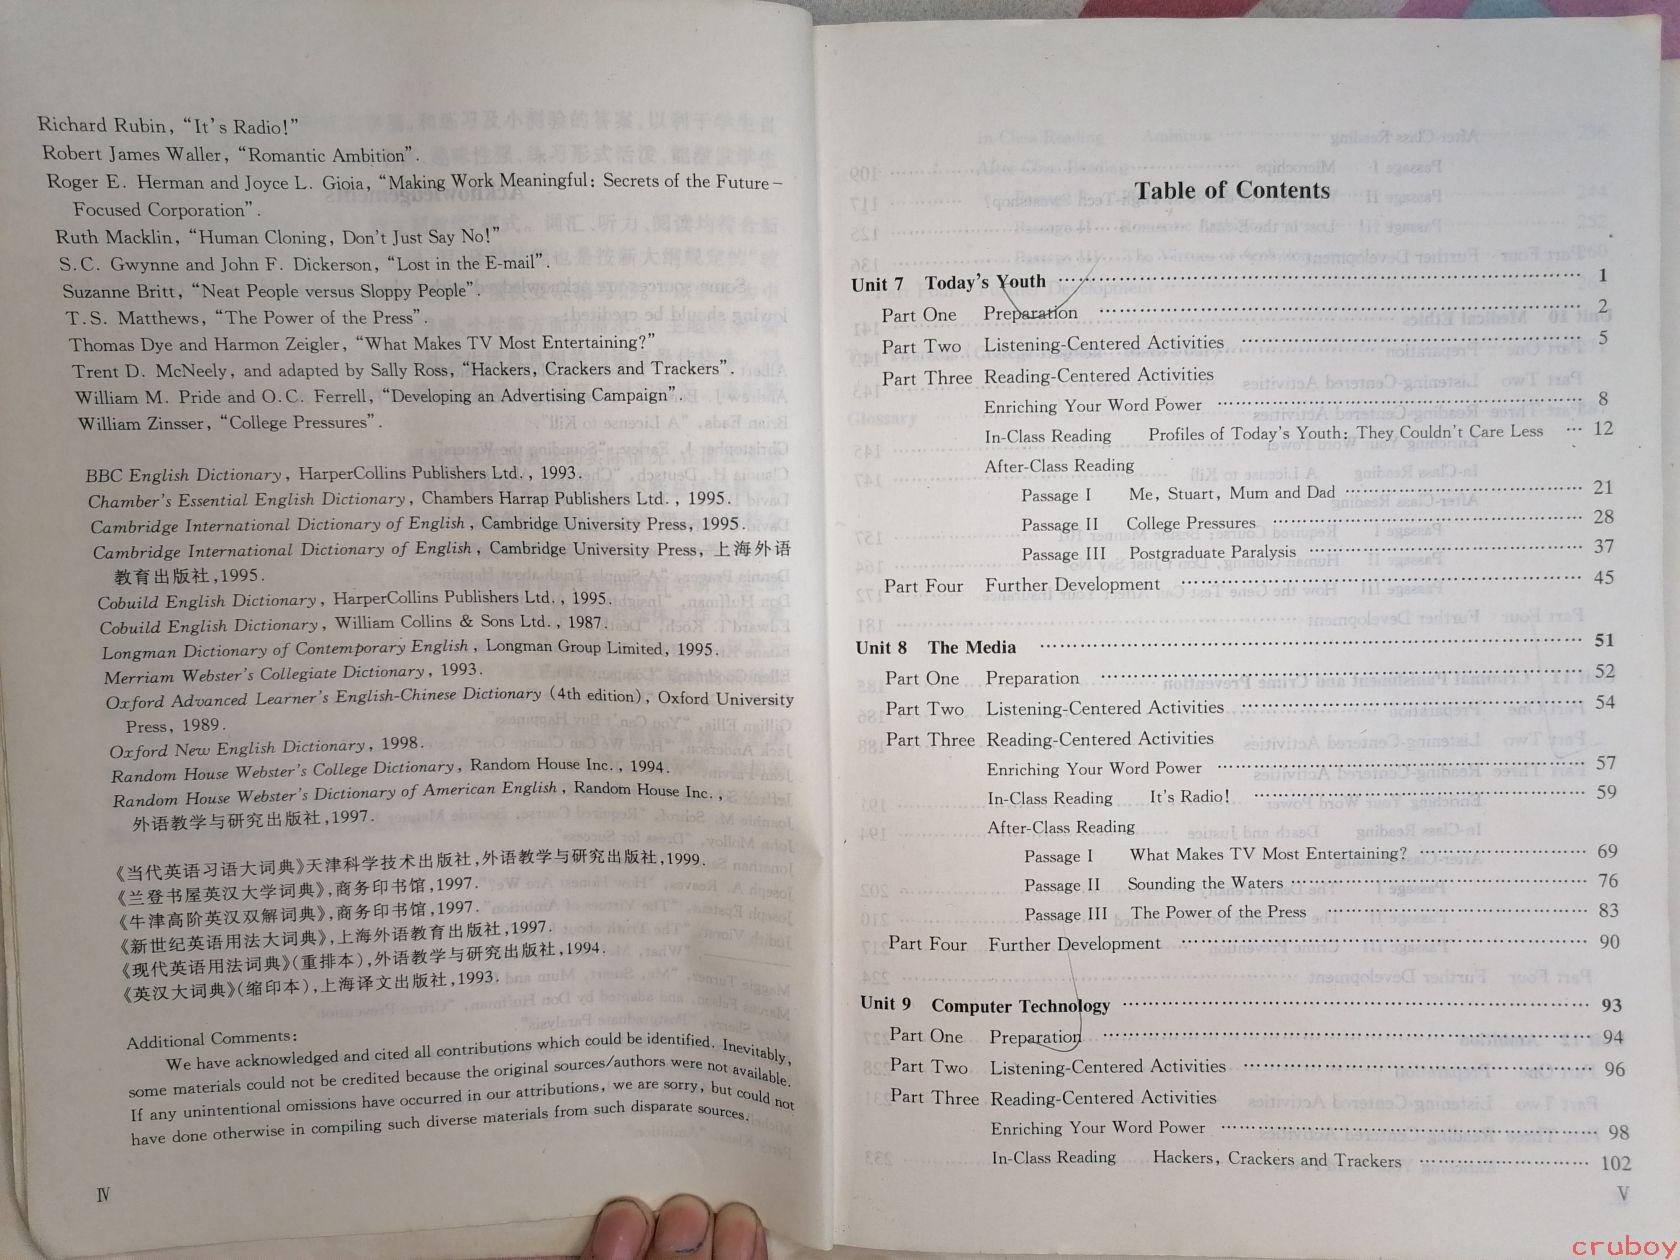 Richard Rubin, “It’s Radio!”
Robert James Waller, “Romantic Ambition”.
Roger E. Herman and Joyce L. Gioia, “Making Work Meaningful: Secrets of the Future-
Focused Corporation”.
Ruth Macklin, “Human Cloning, Don’t Just Say No!”
S.C. Gwynne and John F. Dickerson, “Lost in the E-mail”.
Suzanne Britt, “Neat People versus Sloppy People”.
T.S. Matthews, “The Power of the Press”.
Thomas Dye and Harmon Zeigler, “What Makes TV Most Entertaining?”
Trent D. McNeely, and adapted by Sally Ross, “Hackers, Crackers and Trackers”.
William M. Pride and O.C. Ferrell, “Developing an Advertising Campaign”.
William Zinsser, “College Pressures”.
BBC English Dictionary, HarperCollins Publishers Ltd., 1993.
Chamber’s Essential English Dictionary, Chambers Harrap Publishers Ltd., 1995.
Cambridge International Dictionary of English, Cambridge University Press, 1995.
Cambridge International Dictionary of English, Cambridge University Press, 上海外语
教育出版社,1995.
Cobuild English Dictionary, HarperCollins Publishers Ltd., 1995.
Cobuild English Dictionary, William Collins & Sons Ltd., 1987.
Longman Dictionary of Contemporary English, Longman Group Limited, 1995.
Merriam Webster’s Collegiate Dictionary, 1993.
Oxford Advanced Learner’s English-Chinese Dictionary (4th edition), Oxford University
Press, 1989.
Oxford New English Dictionary, 1998.
Random House Webster’s College Dictionary, Random House Inc., 1994.
Random House Webster’s Dictionary of American English, Random House Inc.,
外语教学与研究出版社,1997.
《当代英语习语大词典》天津科学技术出版社,外语教学与研究出版社,1999.
《兰登书屋英汉大学词典》,商务印书馆,1997.
《牛津高阶英汉双解词典》,商务印书馆,1997.
《新世纪英语用法大词典》,上海外语教育出版社,1997.
《现代英语用法词典》(重排本),外语教学与研究出版社,1994.
《英汉大词典》(缩印本),上海译文出版社,1993.
Additional Comments:
We have acknowledged and cited all contributions which could be identified. Inevitably,
some materials could not be credited because the original sources/authors were not available.
If any unintentional omissions have occurred in our attributions, we are sorry, but could not
have done otherwise in compiling such diverse materials from such disparate sources.
Ⅳ
Table of Contents
Unit 7 Today’s Youth ………… 1
Part One Preparation ………… 2
Part Two Listening-Centered Activities ………… 5
Part Three Reading-Centered Activities
Enriching Your Word Power ………… 8
In-Class Reading Profiles of Today’s Youth: They Couldn’t Care Less … 12
After-Class Reading
Passage I Me, Stuart, Mum and Dad ………… 21
Passage II College Pressures ………… 28
Passage III Postgraduate Paralysis ………… 37
Part Four Further Development ………… 45
Unit 8 The Media ………… 51
Part One Preparation ………… 52
Part Two Listening-Centered Activities ………… 54
Part Three Reading-Centered Activities
Enriching Your Word Power ………… 57
In-Class Reading It’s Radio! ………… 59
After-Class Reading
Passage I What Makes TV Most Entertaining? ………… 69
Passage II Sounding the Waters ………… 76
Passage III The Power of the Press ………… 83
Part Four Further Development ………… 90
Unit 9 Computer Technology ………… 93
Part One Preparation ………… 94
Part Two Listening-Centered Activities ………… 96
Part Three Reading-Centered Activities
Enriching Your Word Power ………… 98
In-Class Reading Hackers, Crackers and Trackers ………… 102
V
cruboy